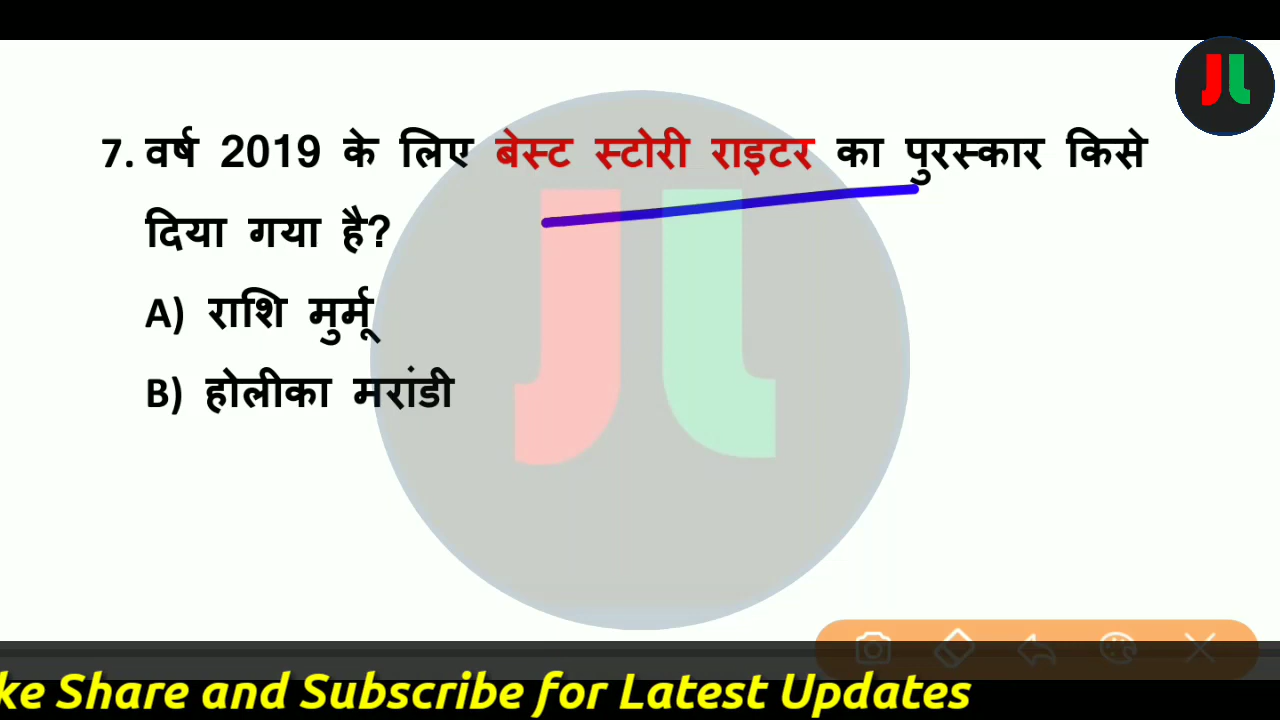 7. वर्ष 2019 के लिए बेस्ट स्टोरी राइटर का पुरस्कार किसे
दिया गया है?
A) राशि मुर्मू
B) होलीका मरांडी
ke Share and Subscribe for Latest Updates